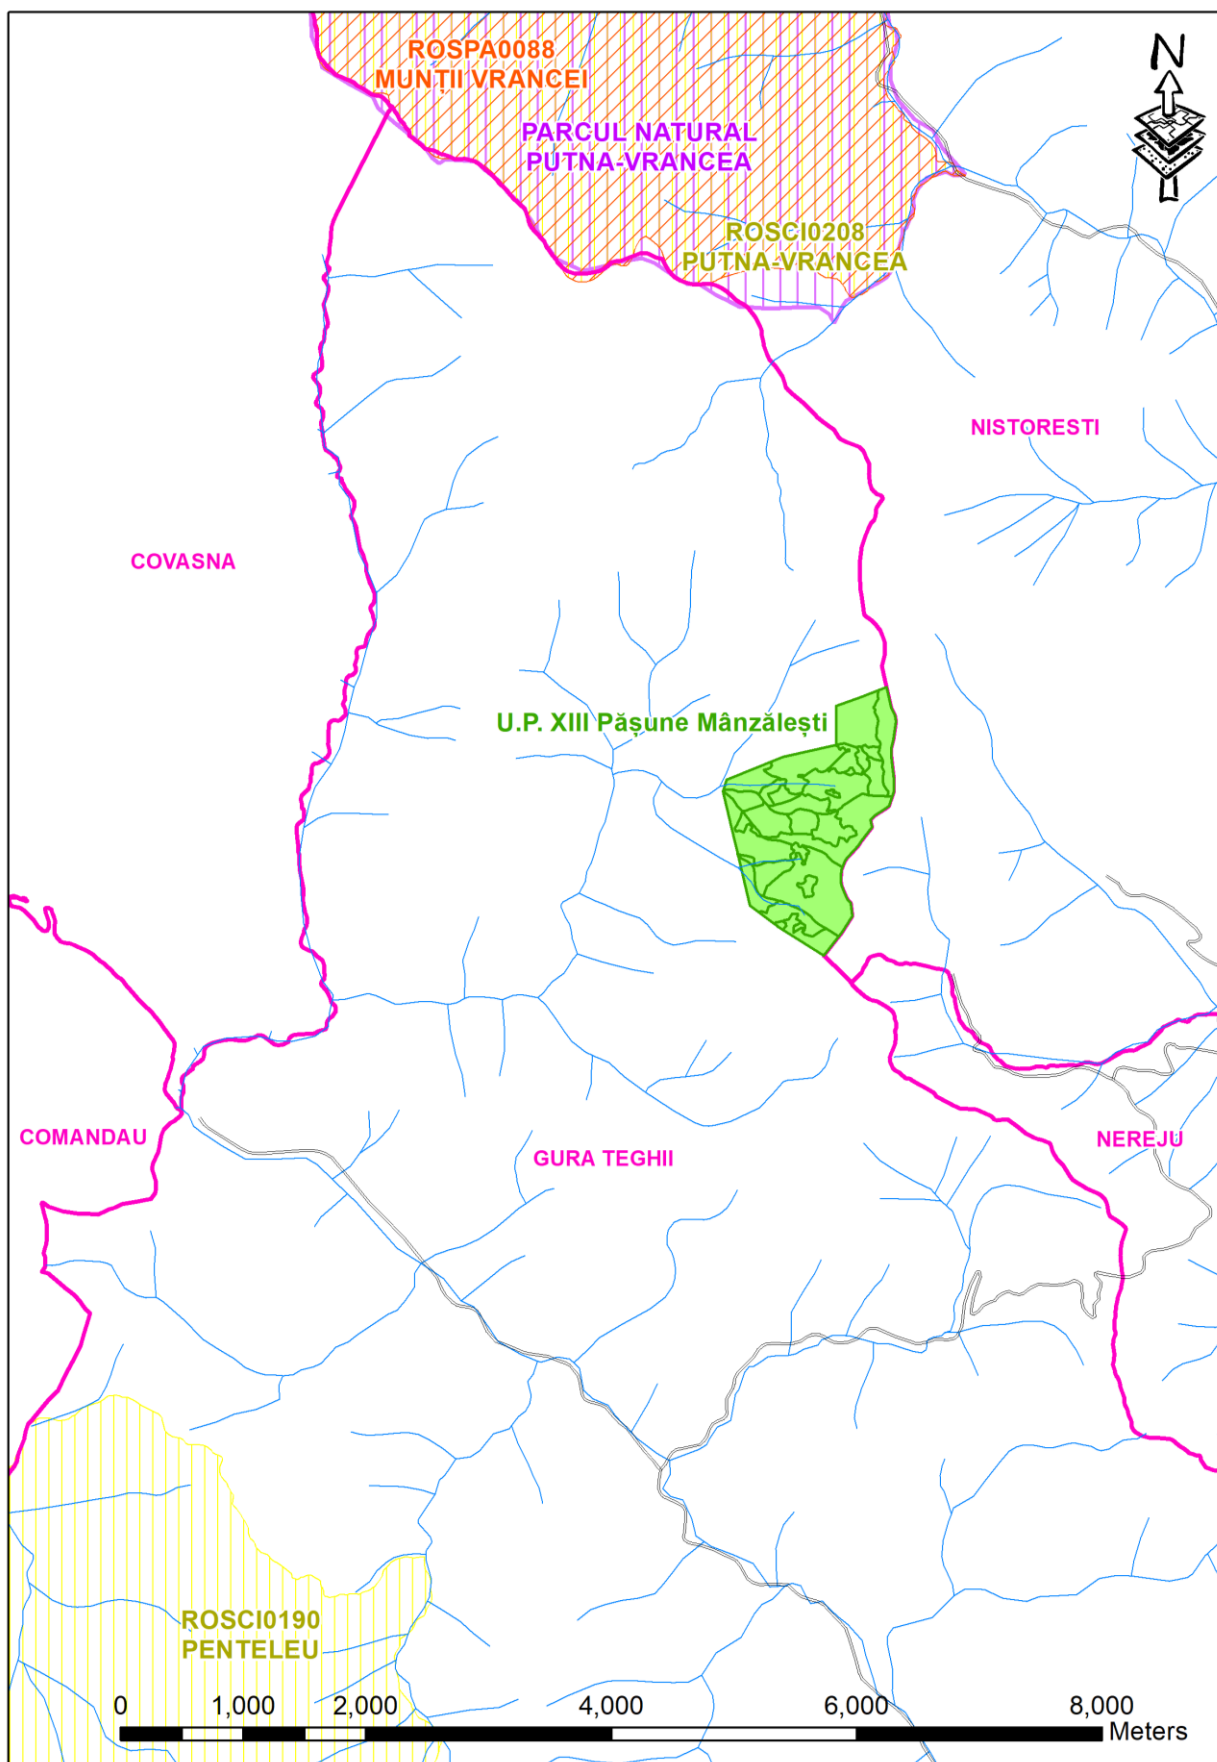 N
ROSPA0088
MUNȚII VRANCEI
PARCUL NATURAL
PUTNA-VRANCEA
ROSCI0208
PUTNA-VRANCEA
NISTORESTI
COVASNA
U.P. XIII Pășune Mânzălești
COMANDAU
GURA TEGHII
NEREJU
ROSCI0190
PENTELEU
0 1,000 2,000 4,000 6,000 8,000
Meters